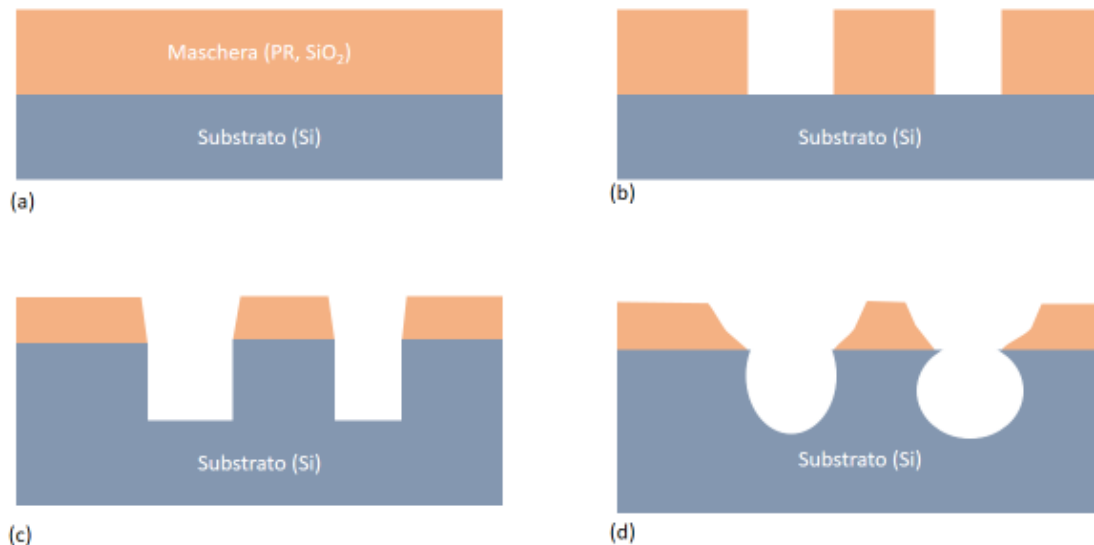 Maschera (PR, SiO₂)
Substrato (Si)
(a)
Substrato (Si)
(b)
Substrato (Si)
(c)
Substrato (Si)
(d)